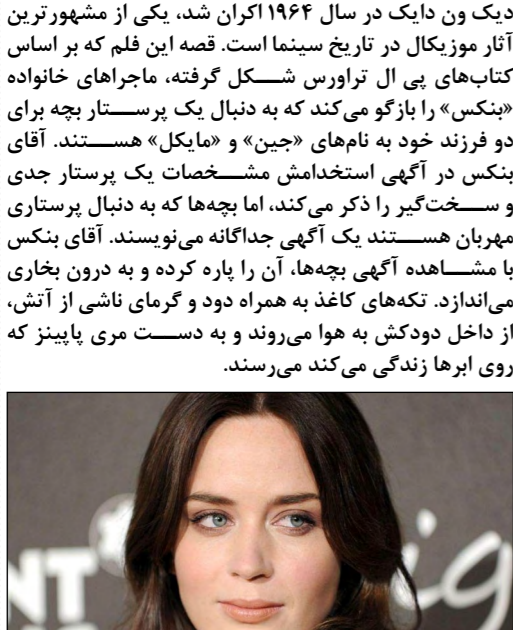 دیک ون دایک در سال ۱۹۶۴ اکران شد، یکی از مشهورترین
آثار موزیکال در تاریخ سینما است. قصه این فلم که بر اساس
کتاب‌های پی ال تراورس شکل گرفته، ماجراهای خانواده
«بنکس» را بازگو می‌کند که به دنبال یک پرستار بچه برای
دو فرزند خود به نام‌های «جین» و «مایکل» هستند. آقای
بنکس در آگهی استخدامش مشخصات یک پرستار جدی
و سخت‌گیر را ذکر می‌کند، اما بچه‌ها که به دنبال پرستاری
مهربان هستند یک آگهی جداگانه می‌نویسند. آقای بنکس
با مشاهده آگهی بچه‌ها، آن را پاره کرده و به درون بخاری
می‌اندازد. تکه‌های کاغذ به همراه دود و گرمای ناشی از آتش،
از داخل دودکش به هوا می‌روند و به دست مری پاپینز که
روی ابرها زندگی می‌کند می‌رسند.
NT
ig